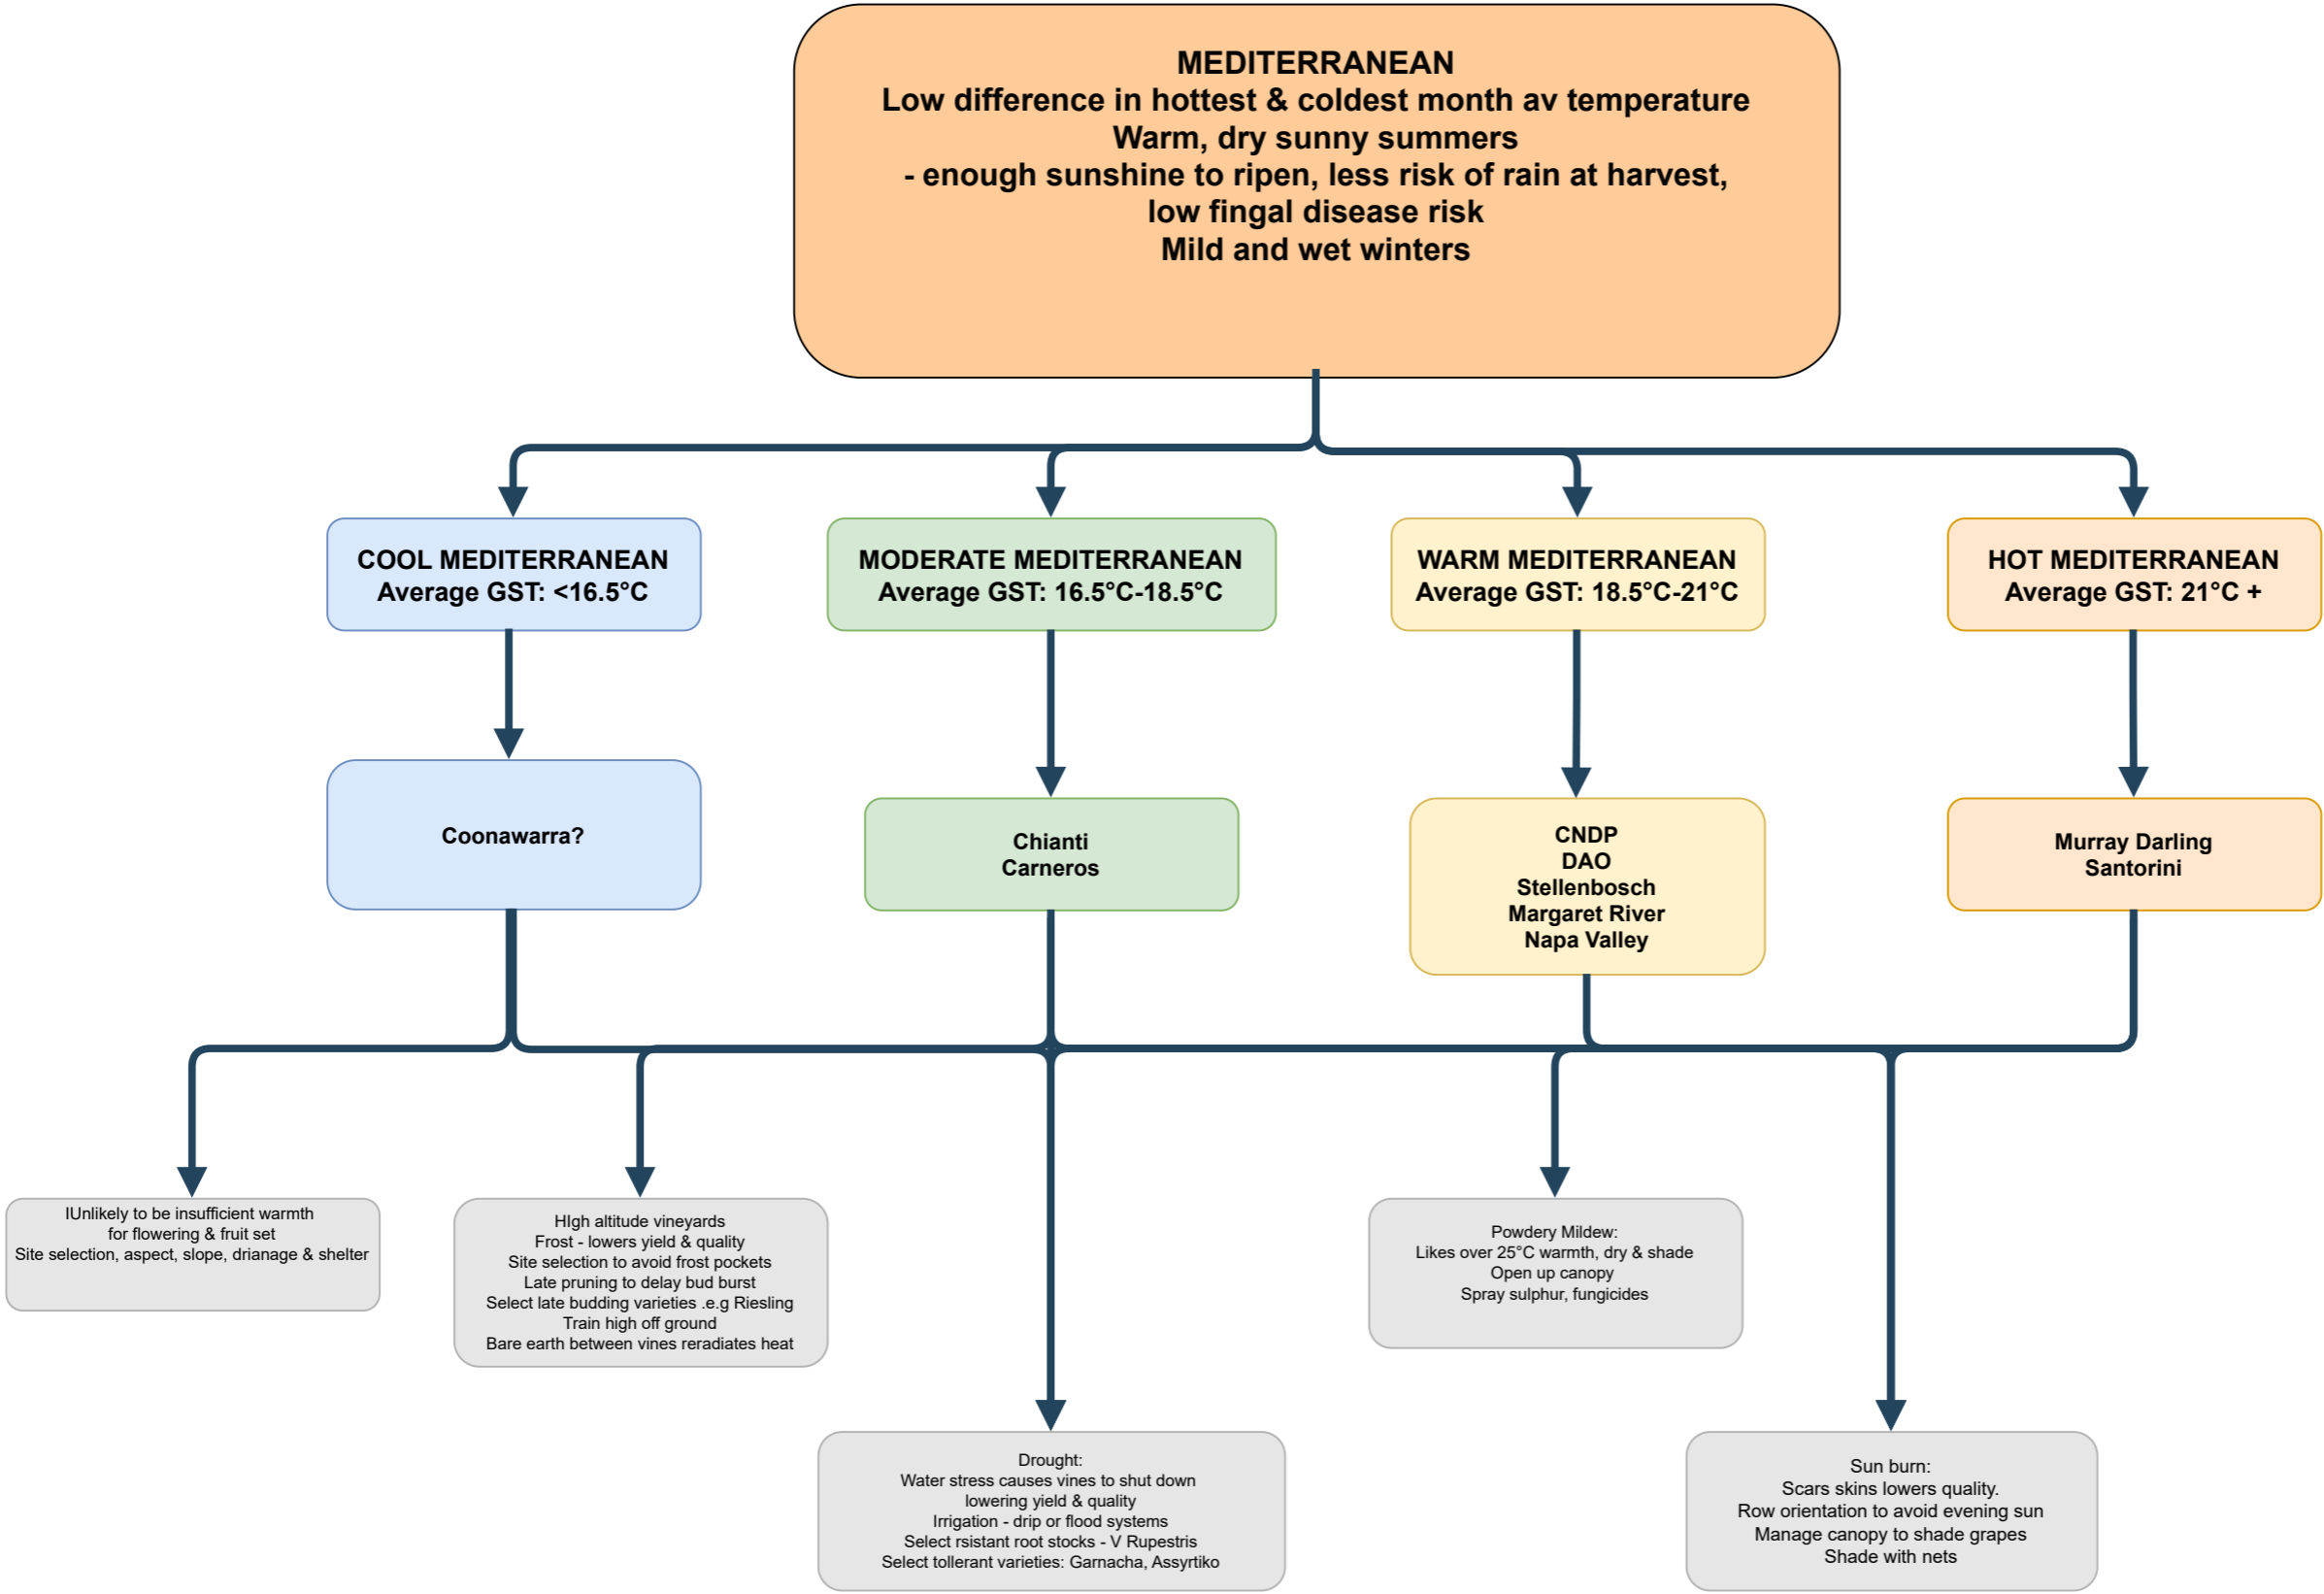 MEDITERRANEAN
Low difference in hottest & coldest month av temperature
Warm, dry sunny summers
- enough sunshine to ripen, less risk of rain at harvest,
low fingal disease risk
Mild and wet winters
COOL MEDITERRANEAN
Average GST: <16.5°C
MODERATE MEDITERRANEAN
Average GST: 16.5°C-18.5°C
WARM MEDITERRANEAN
Average GST: 18.5°C-21°C
HOT MEDITERRANEAN
Average GST: 21°C +
Coonawarra?
Chianti
Carneros
CNDP
DAO
Stellenbosch
Margaret River
Napa Valley
Murray Darling
Santorini
IUnlikely to be insufficient warmth
for flowering & fruit set
Site selection, aspect, slope, drianage & shelter
HIgh altitude vineyards
Frost - lowers yield & quality
Site selection to avoid frost pockets
Late pruning to delay bud burst
Select late budding varieties .e.g Riesling
Train high off ground
Bare earth between vines reradiates heat
Powdery Mildew:
Likes over 25°C warmth, dry & shade
Open up canopy
Spray sulphur, fungicides
Drought:
Water stress causes vines to shut down
lowering yield & quality
Irrigation - drip or flood systems
Select rsistant root stocks - V Rupestris
Select tollerant varieties: Garnacha, Assyrtiko
Sun burn:
Scars skins lowers quality.
Row orientation to avoid evening sun
Manage canopy to shade grapes
Shade with nets